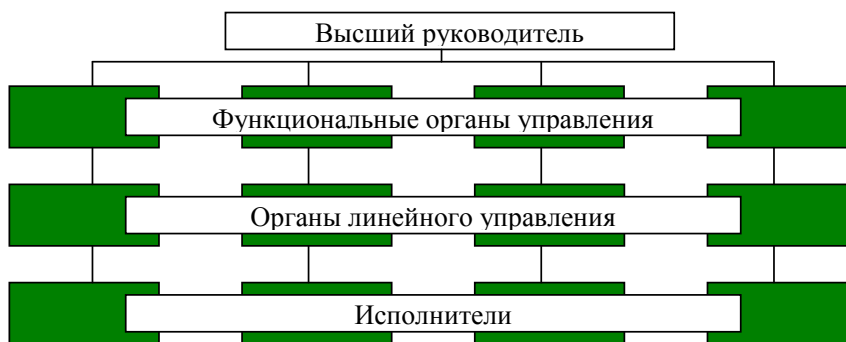 Высший руководитель
Функциональные органы управления
Органы линейного управления
Исполнители